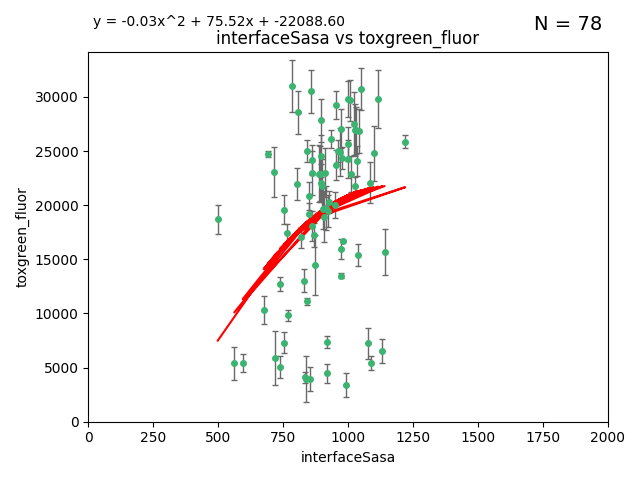 y = -0.03x^2 + 75.52x + -22088.60
N = 78
interfaceSasa vs toxgreen_fluor
toxgreen_fluor
30000
25000
20000
15000
10000
5000
0
0 250 500 750 1000 1250 1500 1750 2000
interfaceSasa